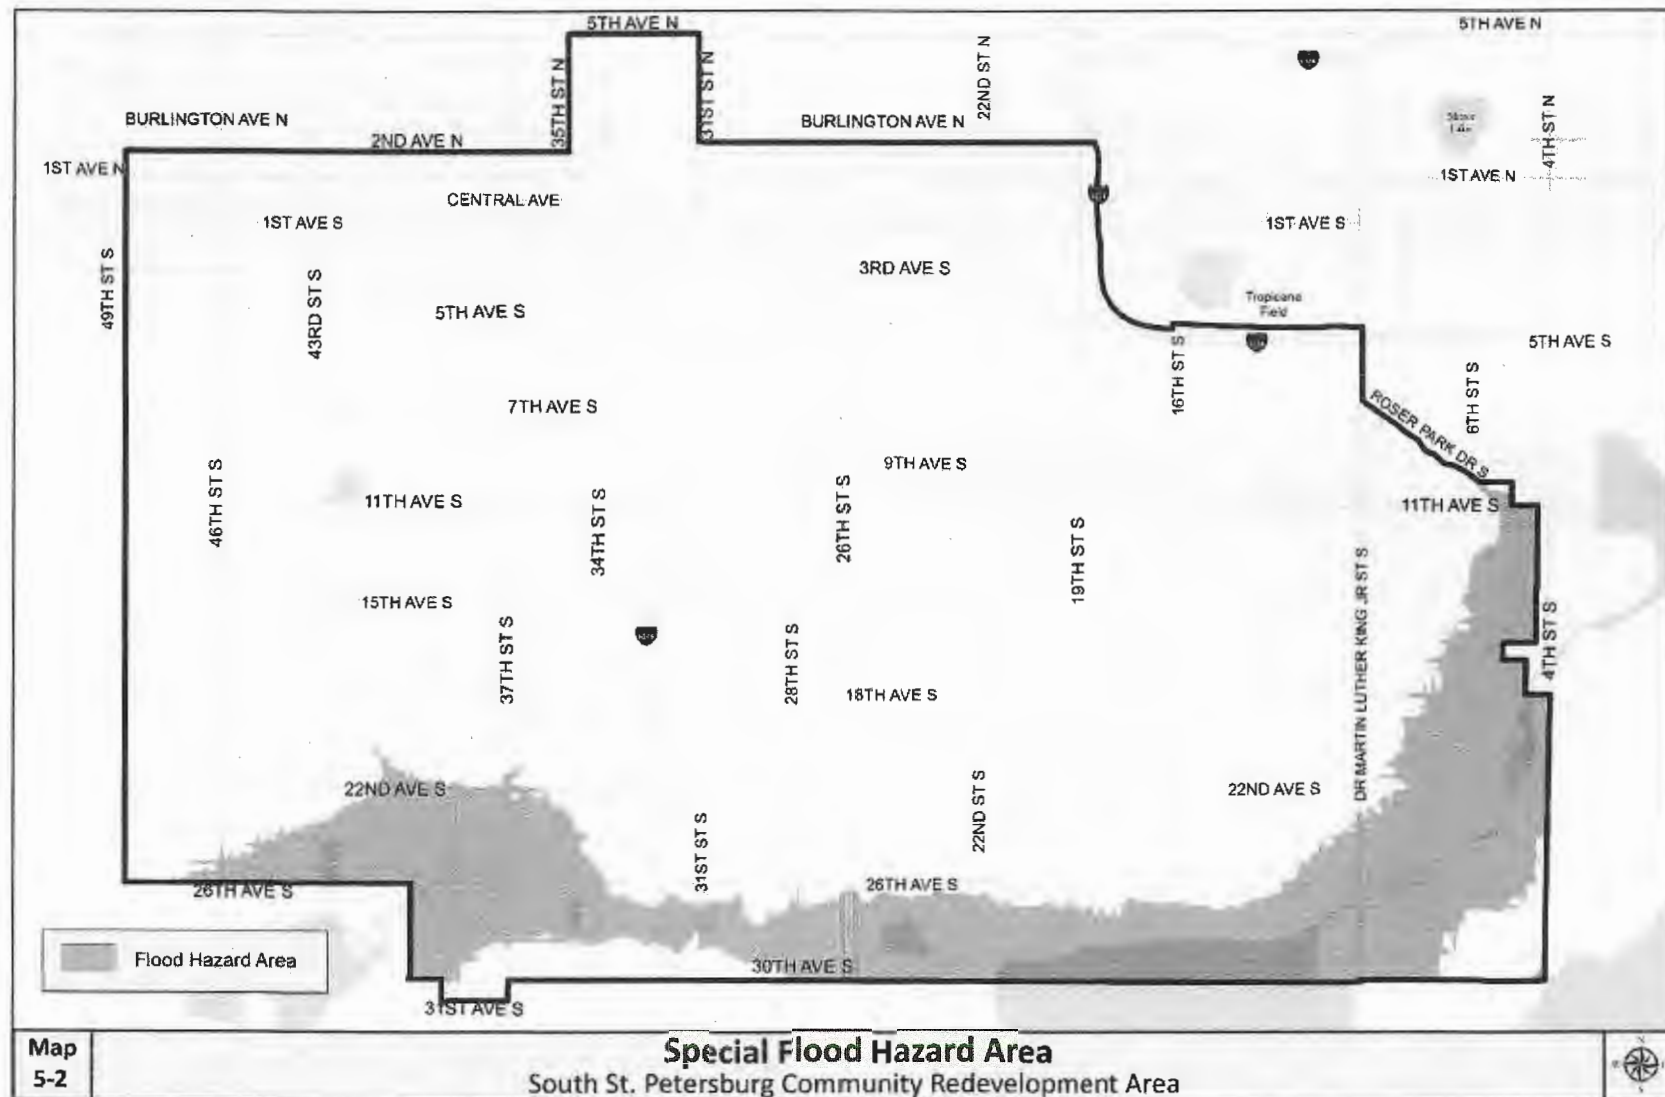 5TH AVE N
5TH AVE N
22ND ST N
35TH ST N
31ST ST N
4TH ST N
BURLINGTON AVE N
BURLINGTON AVE N
2ND AVE N
1ST AVE N
1ST AVE N
CENTRAL AVE
1ST AVE S
1ST AVE S
49TH ST S
43RD ST S
3RD AVE S
5TH AVE S
Tropicana
Field
5TH AVE S
16TH ST S
6TH ST S
ROSER PARK DR S
7TH AVE S
9TH AVE S
46TH ST S
11TH AVE S
34TH ST S
26TH ST S
19TH ST S
11TH AVE S
DR MARTIN LUTHER KING JR ST S
15TH AVE S
37TH ST S
28TH ST S
4TH ST S
18TH AVE S
22ND AVE S
22ND ST S
22ND AVE S
31ST ST S
26TH AVE S
26TH AVE S
Flood Hazard Area
30TH AVE S
31ST AVE S
Map
5-2
Special Flood Hazard Area
South St. Petersburg Community Redevelopment Area